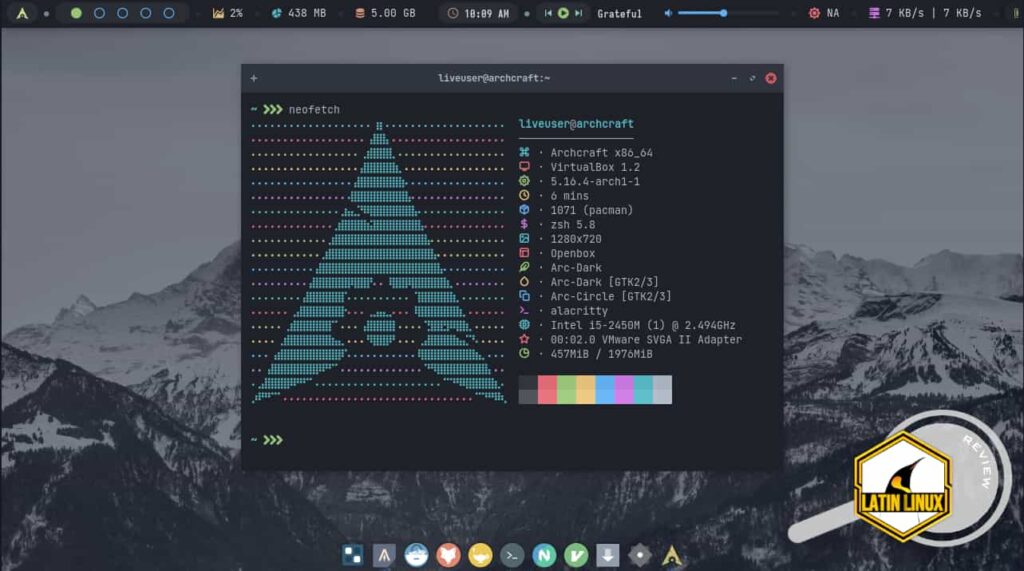 2% 438 MB 5.00 GB 10:09 AM Grateful NA 7 KB/s | 7 KB/s
liveuser@archcraft:~
~ ❯❯❯ neofetch
liveuser@archcraft
· Archcraft x86_64
· VirtualBox 1.2
· 5.16.4-arch1-1
· 6 mins
· 1071 (pacman)
· zsh 5.8
· 1280x720
· Openbox
· Arc-Dark
· Arc-Dark [GTK2/3]
· Arc-Circle [GTK2/3]
· alacritty
· Intel i5-2450M (1) @ 2.494GHz
· 00:02.0 VMware SVGA II Adapter
· 457MiB / 1976MiB
~ ❯❯❯
REVIEW
LATIN LINUX